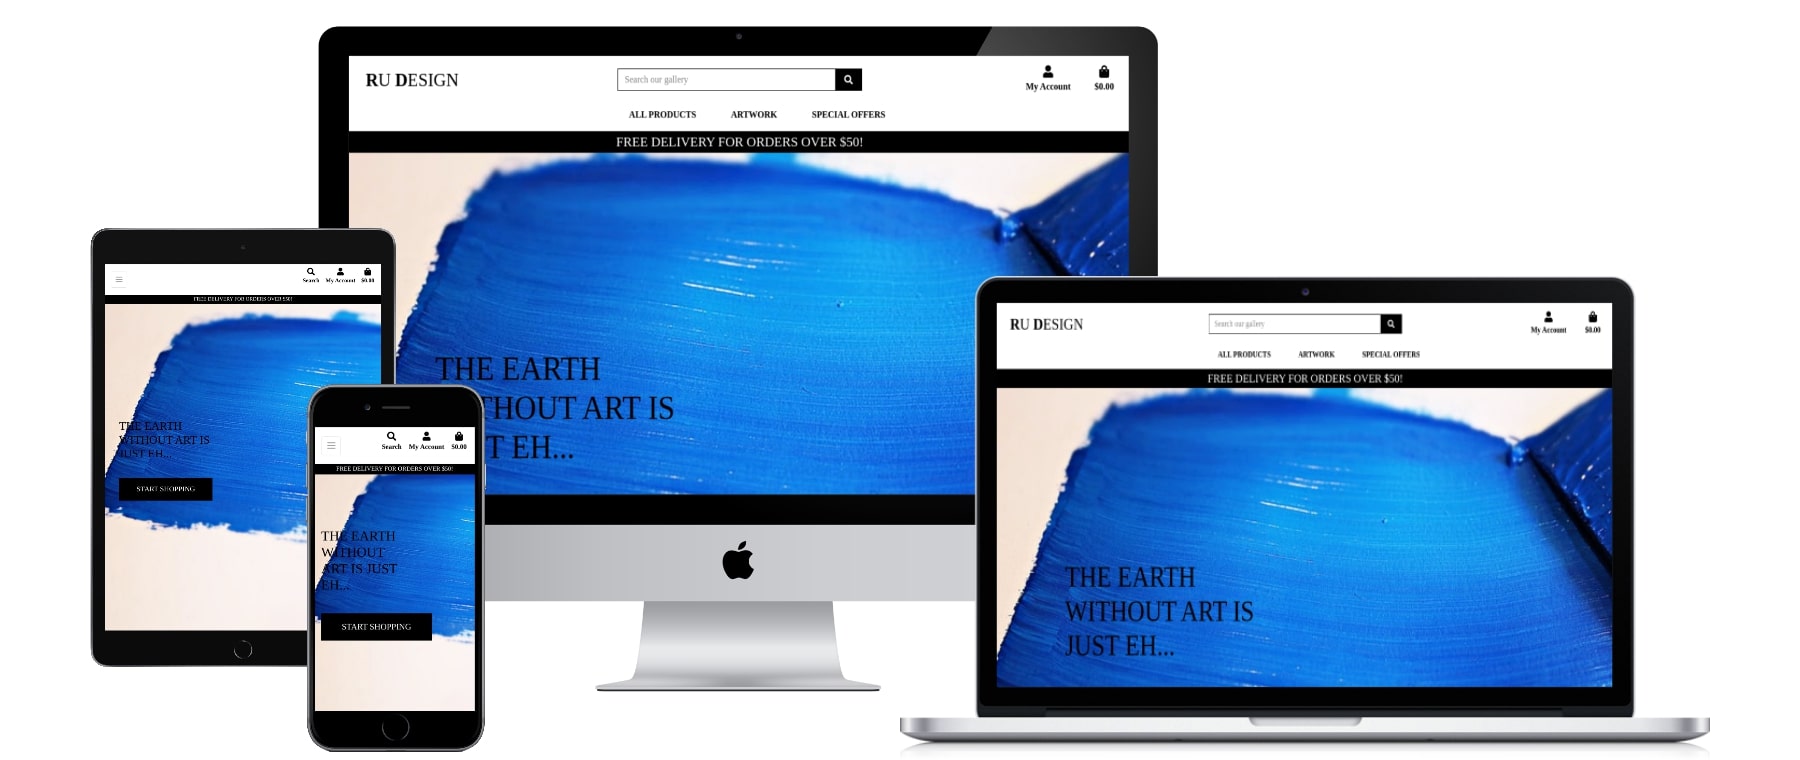 RU DESIGN
Search our gallery
My Account
$0.00
ALL PRODUCTS
ARTWORK
SPECIAL OFFERS
FREE DELIVERY FOR ORDERS OVER $50!
THE EARTH
THOUT ART IS
T EH...
Search
My Account
$0.00
FREE DELIVERY FOR ORDERS OVER $50!
THE EARTH
WITHOUT ART IS
JUST EH...
START SHOPPING
Search
My Account
$0.00
FREE DELIVERY FOR ORDERS OVER $50!
THE EARTH
WITHOUT
ART IS JUST
EH...
START SHOPPING
RU DESIGN
Search our gallery
My Account
$0.00
ALL PRODUCTS
ARTWORK
SPECIAL OFFERS
FREE DELIVERY FOR ORDERS OVER $50!
THE EARTH
WITHOUT ART IS
JUST EH...